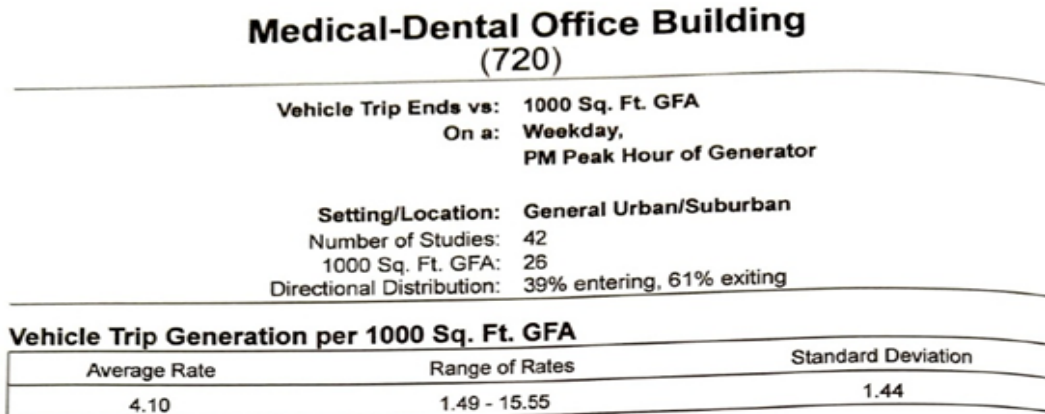 Medical-Dental Office Building
(720)
Vehicle Trip Ends vs: 1000 Sq. Ft. GFA
On a: Weekday,
PM Peak Hour of Generator
Setting/Location: General Urban/Suburban
Number of Studies: 42
1000 Sq. Ft. GFA: 26
Directional Distribution: 39% entering, 61% exiting
Vehicle Trip Generation per 1000 Sq. Ft. GFA
Average Rate Range of Rates Standard Deviation
4.10 1.49 - 15.55 1.44